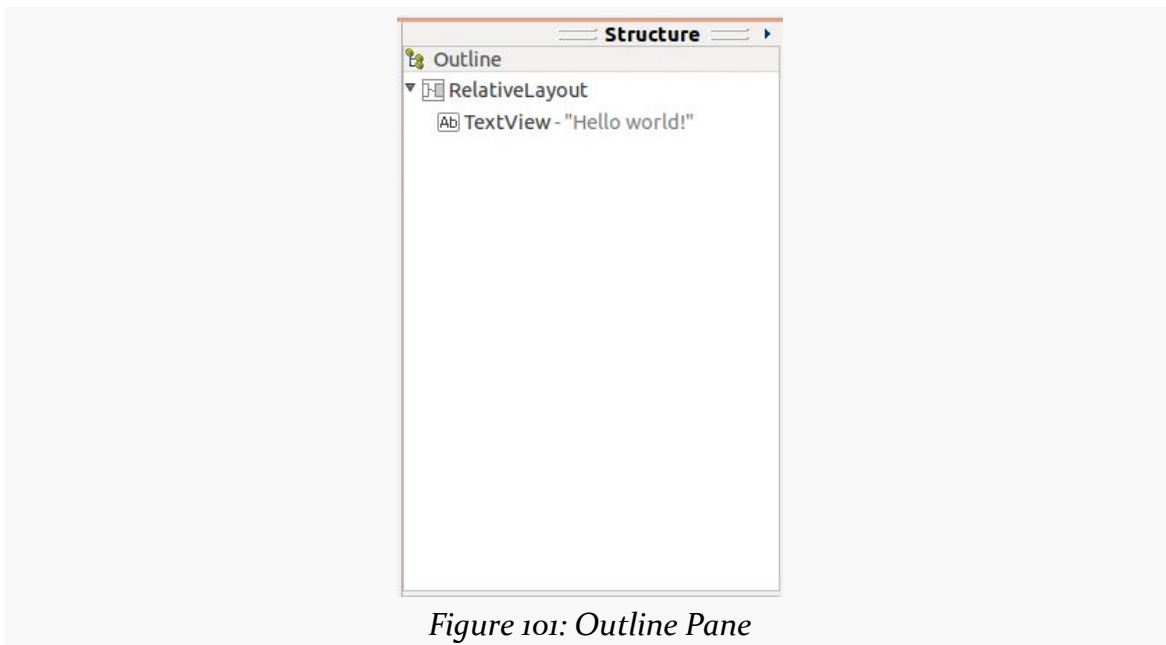 Structure
Outline
RelativeLayout
Ab TextView - "Hello world!"
Figure 101: Outline Pane